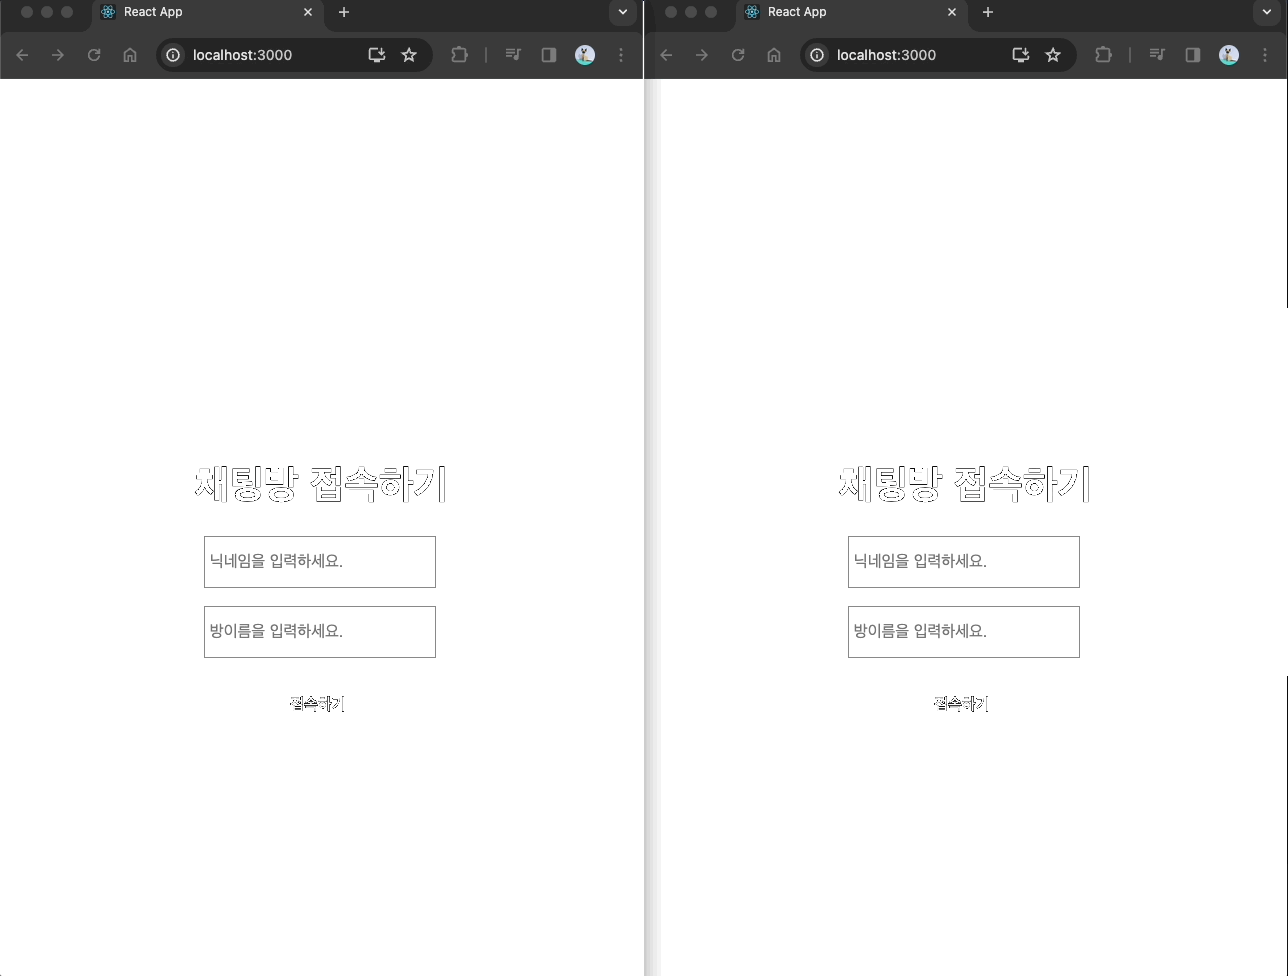 React App
localhost:3000
채팅방 접속하기
닉네임을 입력하세요.
방이름을 입력하세요.
접속하기
React App
localhost:3000
채팅방 접속하기
닉네임을 입력하세요.
방이름을 입력하세요.
접속하기